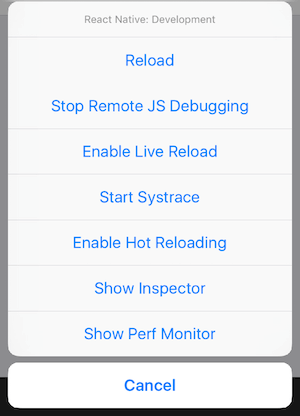 React Native: Development
Reload
Stop Remote JS Debugging
Enable Live Reload
Start Systrace
Enable Hot Reloading
Show Inspector
Show Perf Monitor
Cancel